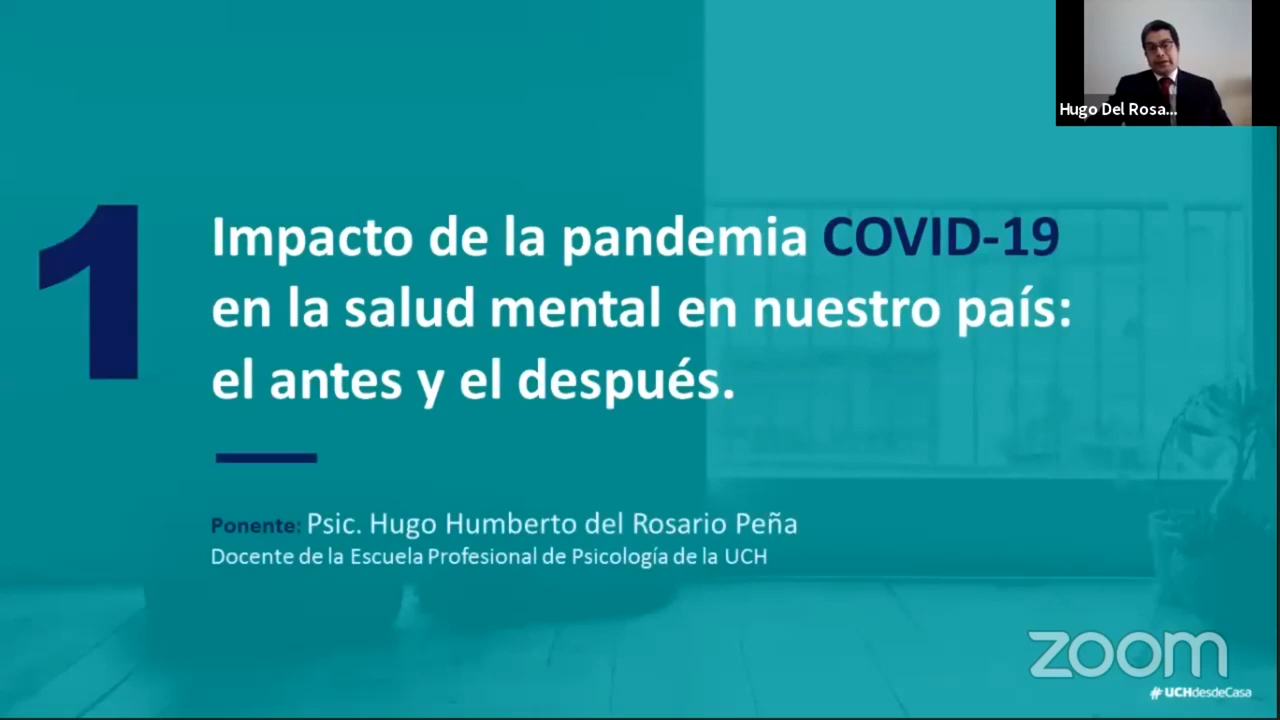 Hugo Del Rosa...
1
Impacto de la pandemia COVID-19
en la salud mental en nuestro país:
el antes y el después.
Ponente: Psic. Hugo Humberto del Rosario Peña
Docente de la Escuela Profesional de Psicología de la UCH
zoom
#UCHdesdeCasa